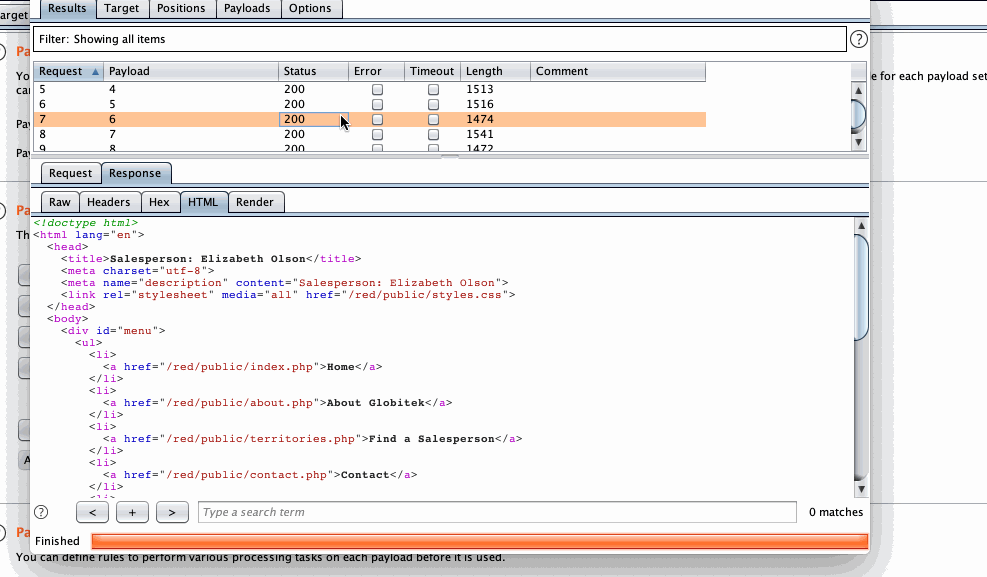 Results Target Positions Payloads Options
arget
Filter: Showing all items
?
Request Payload Status Error Timeout Length Comment
5 4 200 1513
6 5 200 1516
7 6 200 1474
8 7 200 1541
9 8 200 1472
Pa
Yo
e for each payload set
ca
Pay
Pay
Request Response
Raw Headers Hex HTML Render
Pa
Th
<!doctype html>
<html lang="en">
<head>
<title>Salesperson: Elizabeth Olson</title>
<meta charset="utf-8">
<meta name="description" content="Salesperson: Elizabeth Olson">
<link rel="stylesheet" media="all" href="/red/public/styles.css">
</head>
<body>
<div id="menu">
<ul>
<li>
<a href="/red/public/index.php">Home</a>
</li>
<li>
<a href="/red/public/about.php">About Globitek</a>
</li>
<li>
<a href="/red/public/territories.php">Find a Salesperson</a>
</li>
<li>
<a href="/red/public/contact.php">Contact</a>
</li>
<li>
A
? < + > Type a search term 0 matches
Pa
Finished
You can define rules to perform various processing tasks on each payload before it is used.